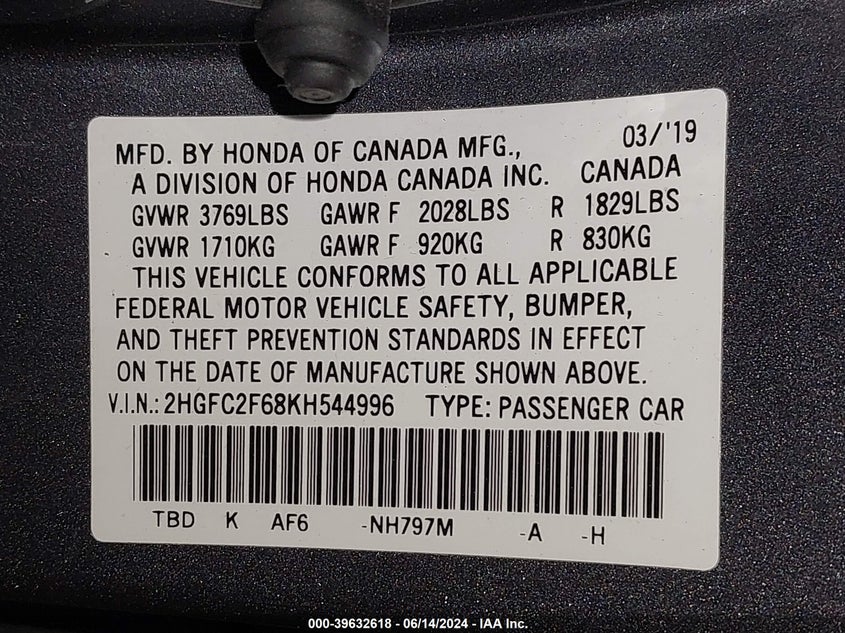 03/'19
MFD. BY HONDA OF CANADA MFG.,
A DIVISION OF HONDA CANADA INC. CANADA
GVWR 3769LBS GAWR F 2028LBS R 1829LBS
GVWR 1710KG GAWR F 920KG R 830KG
THIS VEHICLE CONFORMS TO ALL APPLICABLE
FEDERAL MOTOR VEHICLE SAFETY, BUMPER,
AND THEFT PREVENTION STANDARDS IN EFFECT
ON THE DATE OF MANUFACTURE SHOWN ABOVE.
V.I.N.: 2HGFC2F68KH544996 TYPE: PASSENGER CAR
TBD K AF6 -NH797M -A -H
000-39632618 - 06/14/2024 - IAA Inc.